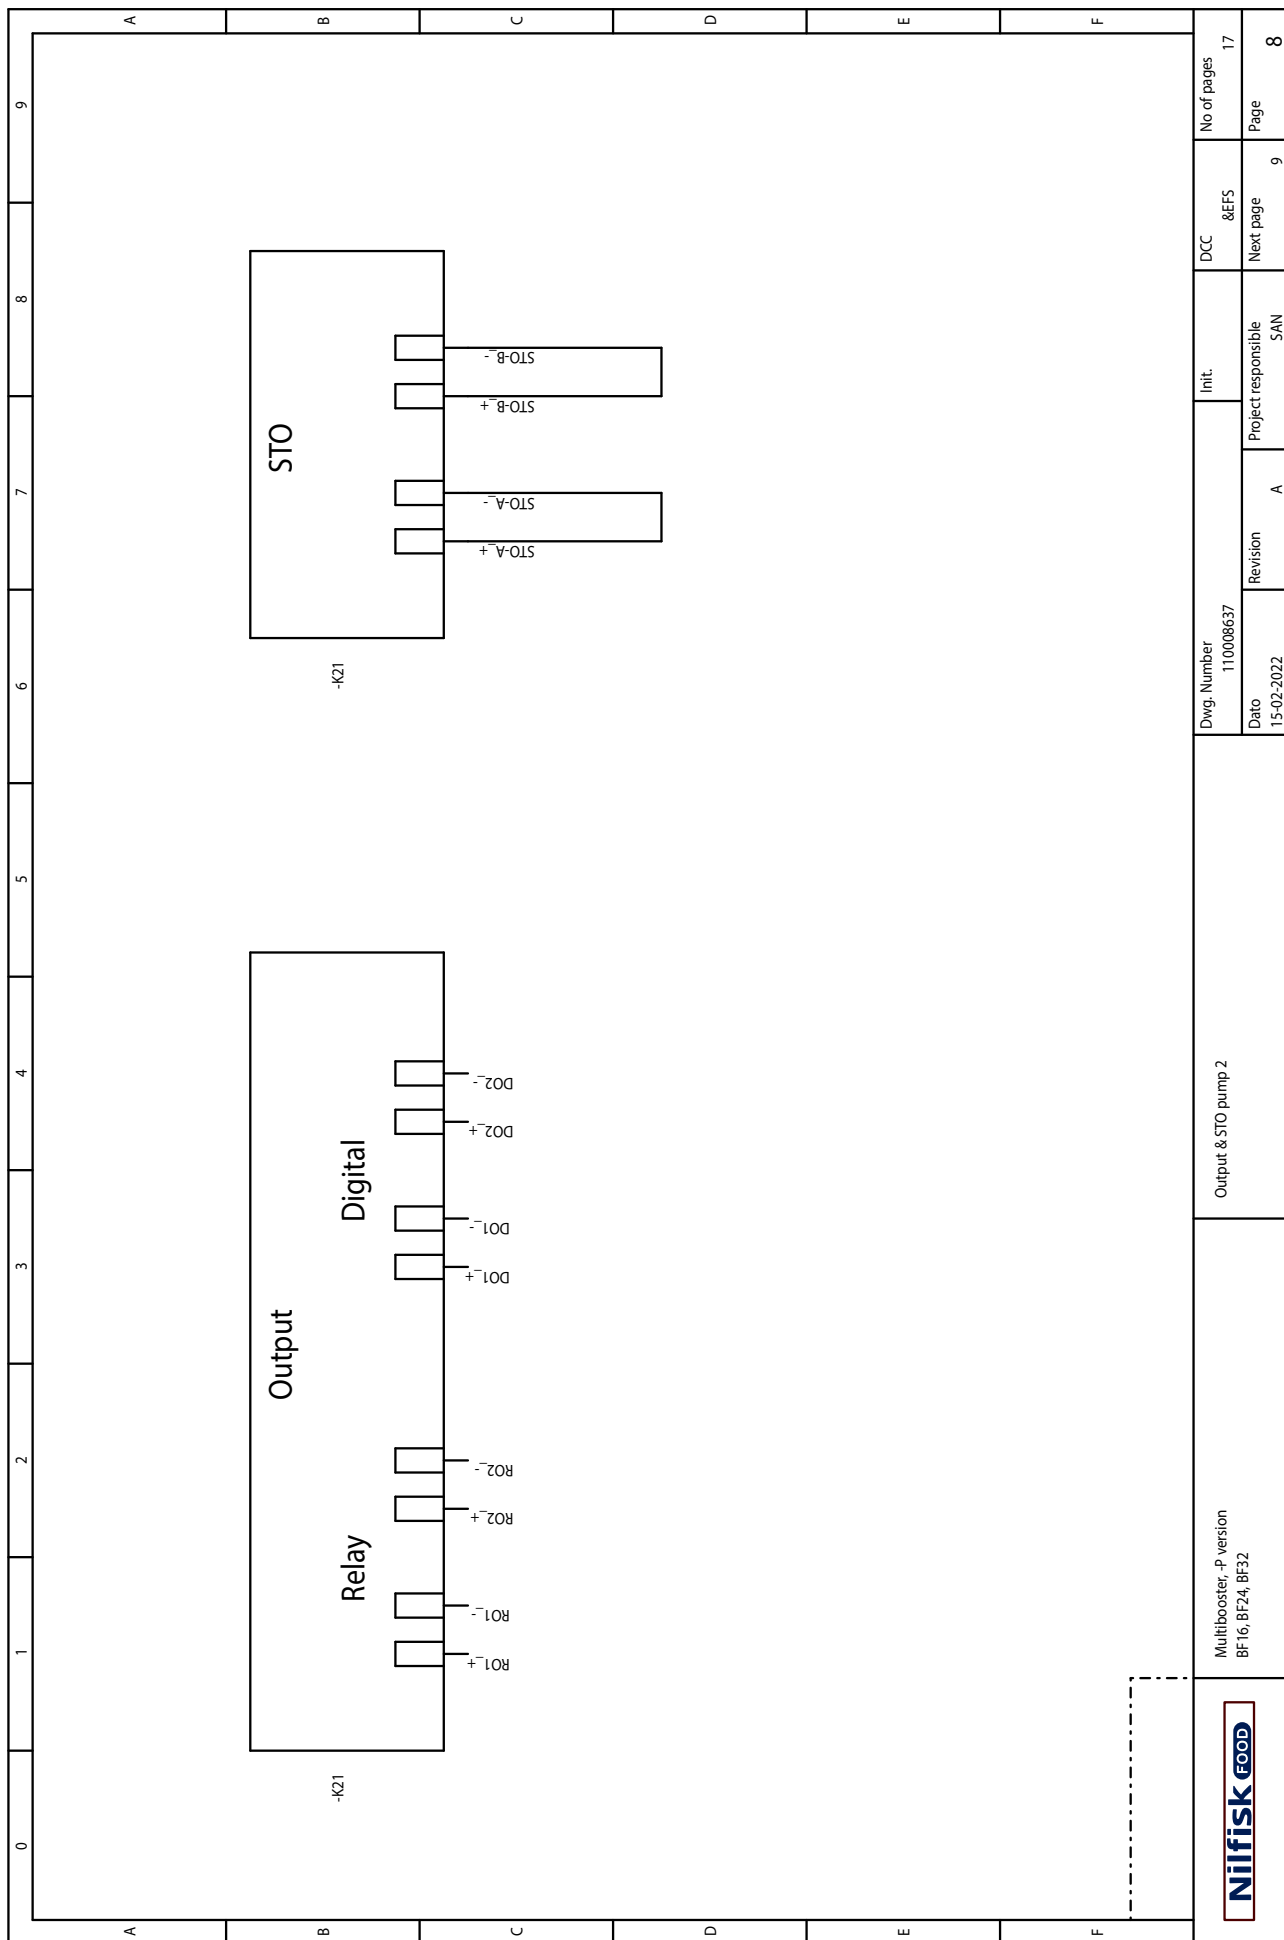 0 1 2 3 4 5 6 7 8 9
A
B
C
D
E
F
A
B
C
D
E
F
-K21
Output
Relay
Digital
RO1_+
RO1_-
RO2_+
RO2_-
DO1_+
DO1_-
DO2_+
DO2_-
-K21
STO
STO-A_+
STO-A_-
STO-B_+
STO-B_-
Nilfisk FOOD
Multibooster, -P version
BF16, BF24, BF32
Output & STO pump 2
Dwg. Number
110008637
Init.
DCC
&EFS
No of pages
17
Dato
15-02-2022
Revision
A
Project responsible
SAN
Next page
9
Page
8